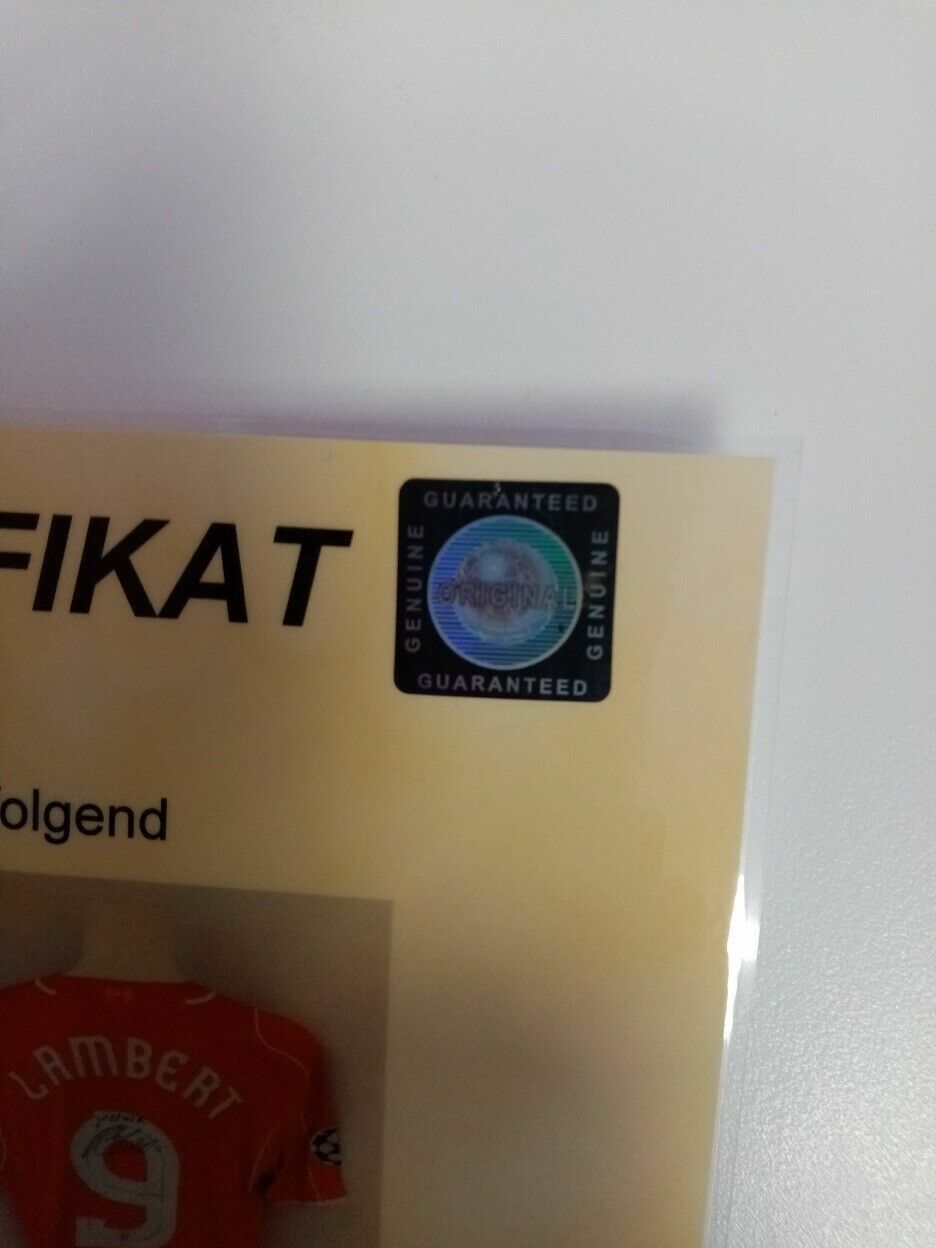 FIKAT
GUARANTEED
GENUINE
ORIGINAL
GENUINE
GUARANTEED
folgend
LAMBERT
9